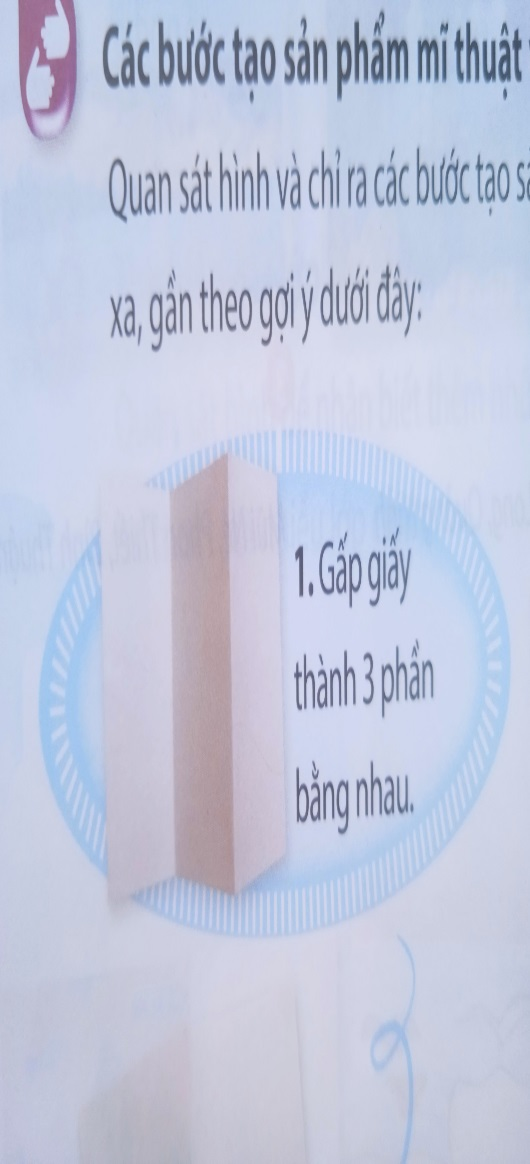 Các bước tạo sản phẩm mĩ thuật
Quan sát hình và chỉ ra các bước tạo
xa, gần theo gợi ý dưới đây:
1. Gấp giấy
thành 3 phần
bằng nhau.